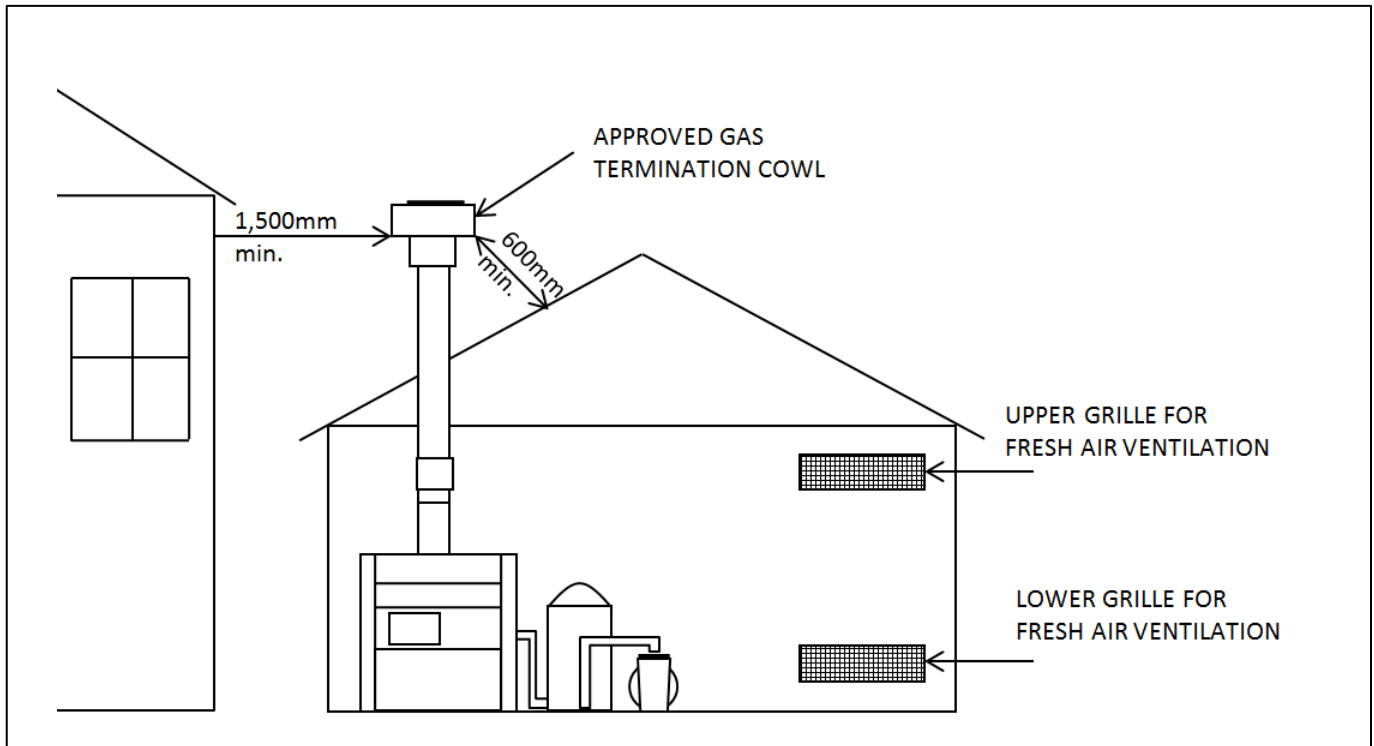 APPROVED GAS
TERMINATION COWL
1,500mm
min.
600mm
min.
UPPER GRILLE FOR
FRESH AIR VENTILATION
LOWER GRILLE FOR
FRESH AIR VENTILATION